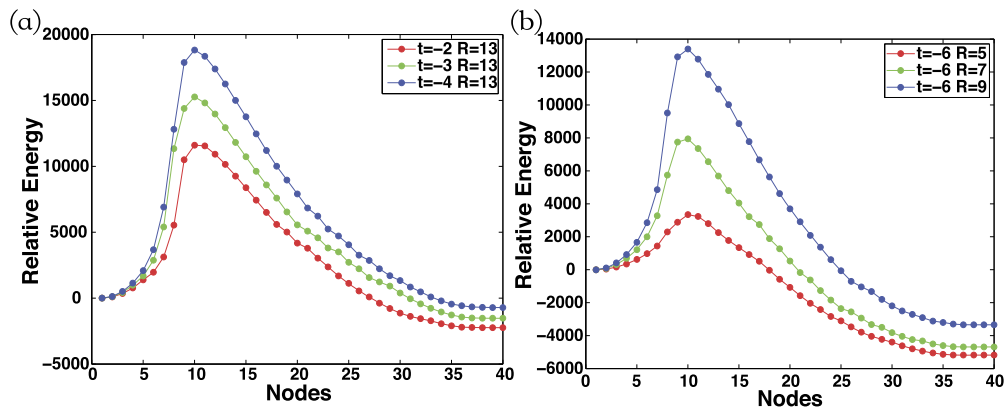 (a)
20000
15000
10000
5000
0
−5000
Relative Energy
0 5 10 15 20 25 30 35 40
Nodes
t=−2 R=13
t=−3 R=13
t=−4 R=13
(b)
14000
12000
10000
8000
6000
4000
2000
0
−2000
−4000
−6000
Relative Energy
0 5 10 15 20 25 30 35 40
Nodes
t=−6 R=5
t=−6 R=7
t=−6 R=9